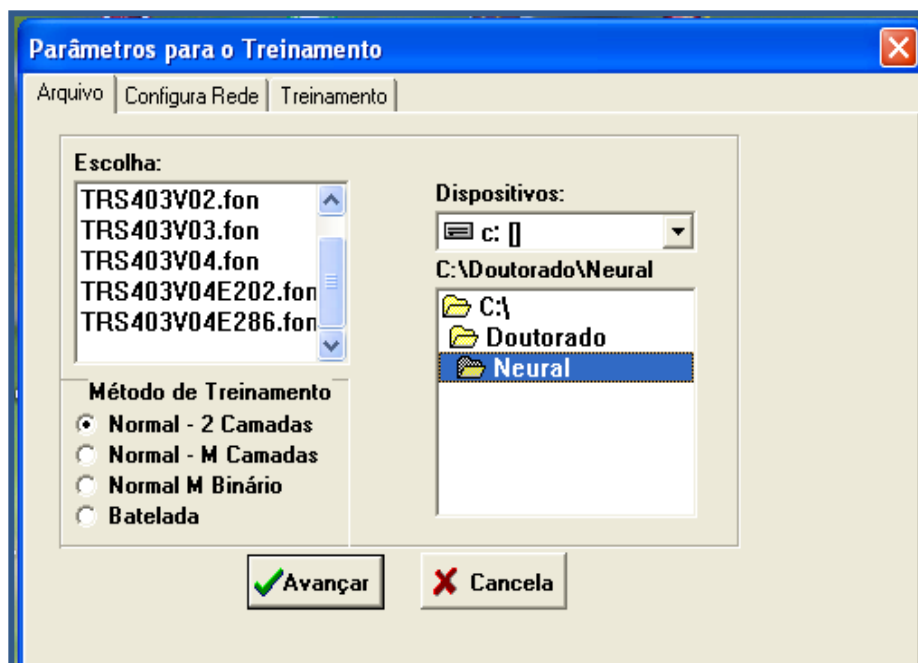 Parâmetros para o Treinamento
Arquivo
Configura Rede
Treinamento
Escolha:
TRS403V02.fon
TRS403V03.fon
TRS403V04.fon
TRS403V04E202.fon
TRS403V04E286.fon
Método de Treinamento
Normal - 2 Camadas
Normal - M Camadas
Normal M Binário
Batelada
Dispositivos:
c: []
C:\Doutorado\Neural
C:\
Doutorado
Neural
Avançar
Cancela